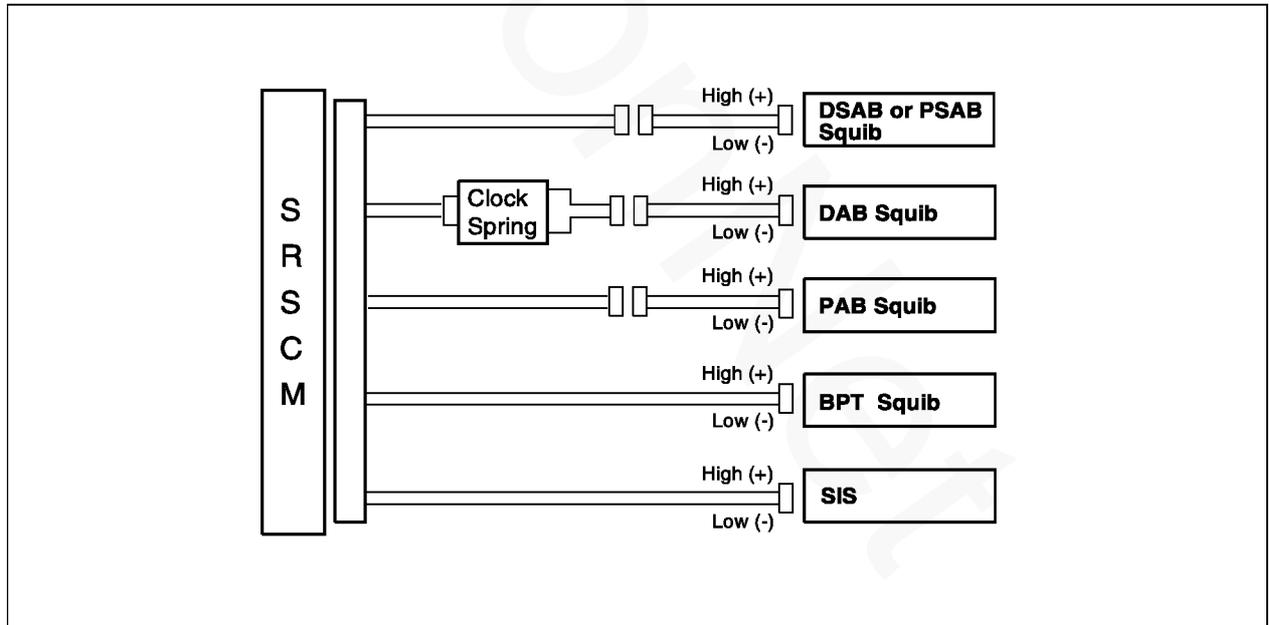 S
R
S
C
M
High (+)
Low (-)
DSAB or PSAB
Squib
Clock
Spring
High (+)
Low (-)
DAB Squib
High (+)
Low (-)
PAB Squib
High (+)
Low (-)
BPT Squib
High (+)
Low (-)
SIS